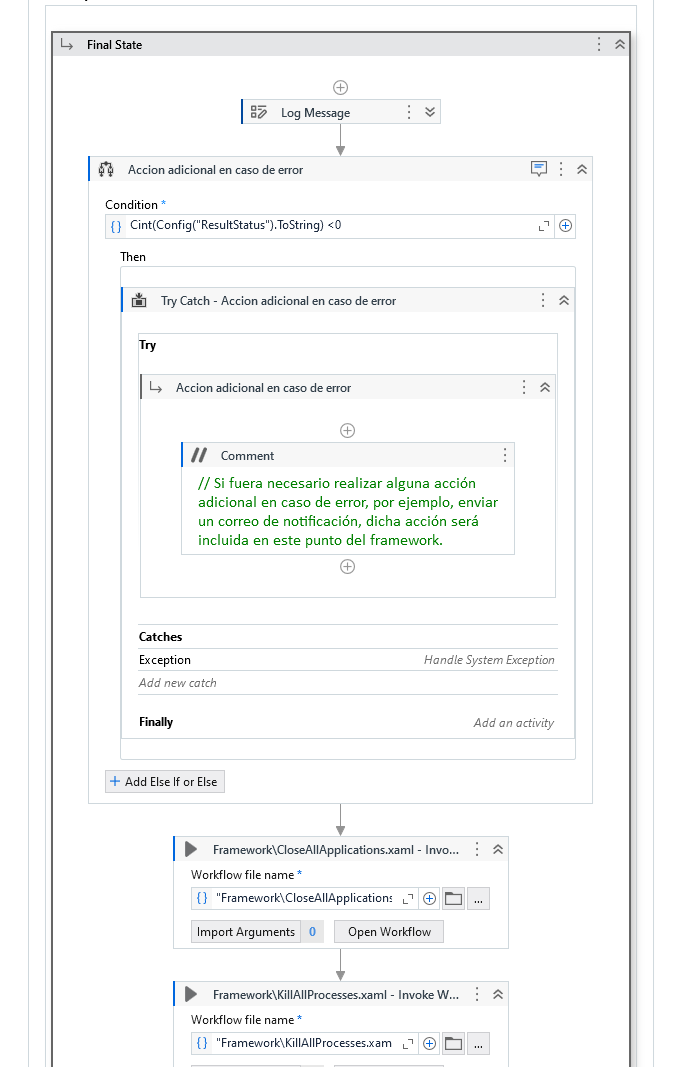 Final State
Log Message
Accion adicional en caso de error
Condition *
{} Cint(Config("ResultStatus").ToString) <0
Then
Try Catch - Accion adicional en caso de error
Try
Accion adicional en caso de error
Comment
// Si fuera necesario realizar alguna acción
adicional en caso de error, por ejemplo, enviar
un correo de notificación, dicha acción será
incluida en este punto del framework.
Catches
Exception Handle System Exception
Add new catch
Finally Add an activity
+ Add Else If or Else
Framework\CloseAllApplications.xaml - Invo...
Workflow file name *
{} "Framework\CloseAllApplications ...
Import Arguments 0 Open Workflow
Framework\KillAllProcesses.xaml - Invoke W...
Workflow file name *
{} "Framework\KillAllProcesses.xam ...